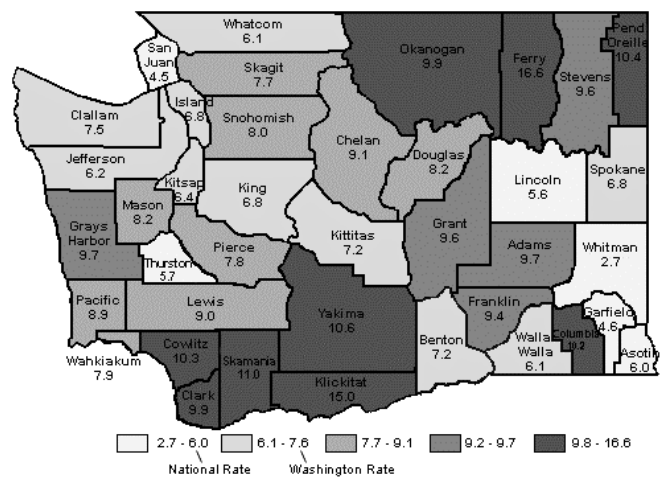 Whatcom
6.1
San
Juan
4.5
Skagit
7.7
Okanogan
9.9
Ferry
16.6
Stevens
9.6
Pend
Oreille
10.4
Clallam
7.5
Island
6.8
Snohomish
8.0
Chelan
9.1
Douglas
8.2
Jefferson
6.2
Kitsap
6.4
King
6.8
Lincoln
5.6
Spokane
6.8
Mason
8.2
Grays
Harbor
9.7
Kittitas
7.2
Grant
9.6
Adams
9.7
Whitman
2.7
Thurston
5.7
Pierce
7.8
Pacific
8.9
Lewis
9.0
Yakima
10.6
Franklin
9.4
Benton
7.2
Walla
Walla
6.1
Columbia
10.2
Garfield
4.6
Asotin
6.0
Wahkiakum
7.9
Cowlitz
10.3
Skamania
11.0
Clark
9.9
Klickitat
15.0
2.7 - 6.0
6.1 - 7.6
7.7 - 9.1
9.2 - 9.7
9.8 - 16.6
National Rate
Washington Rate